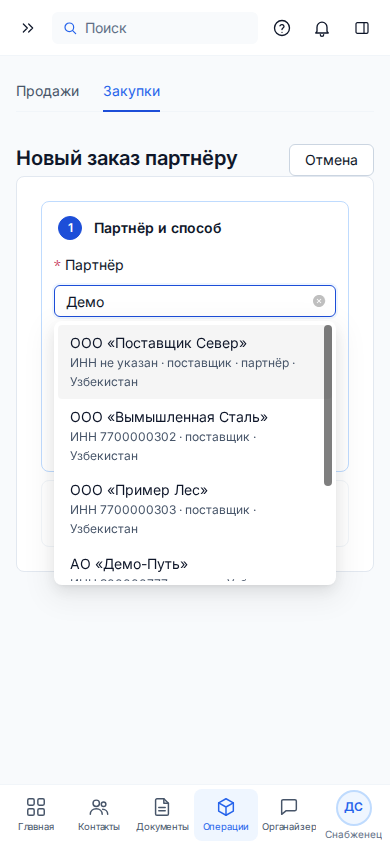 Поиск
Продажи Закупки
Новый заказ партнёру
Отмена
1 Партнёр и способ
* Партнёр
Демо
ООО «Поставщик Север»
ИНН не указан · поставщик · партнёр ·
Узбекистан
ООО «Вымышленная Сталь»
ИНН 7700000302 · поставщик ·
Узбекистан
ООО «Пример Лес»
ИНН 7700000303 · поставщик ·
Узбекистан
АО «Демо-Путь»
Главная Контакты Документы Операции Органайзер
ДС
Снабженец